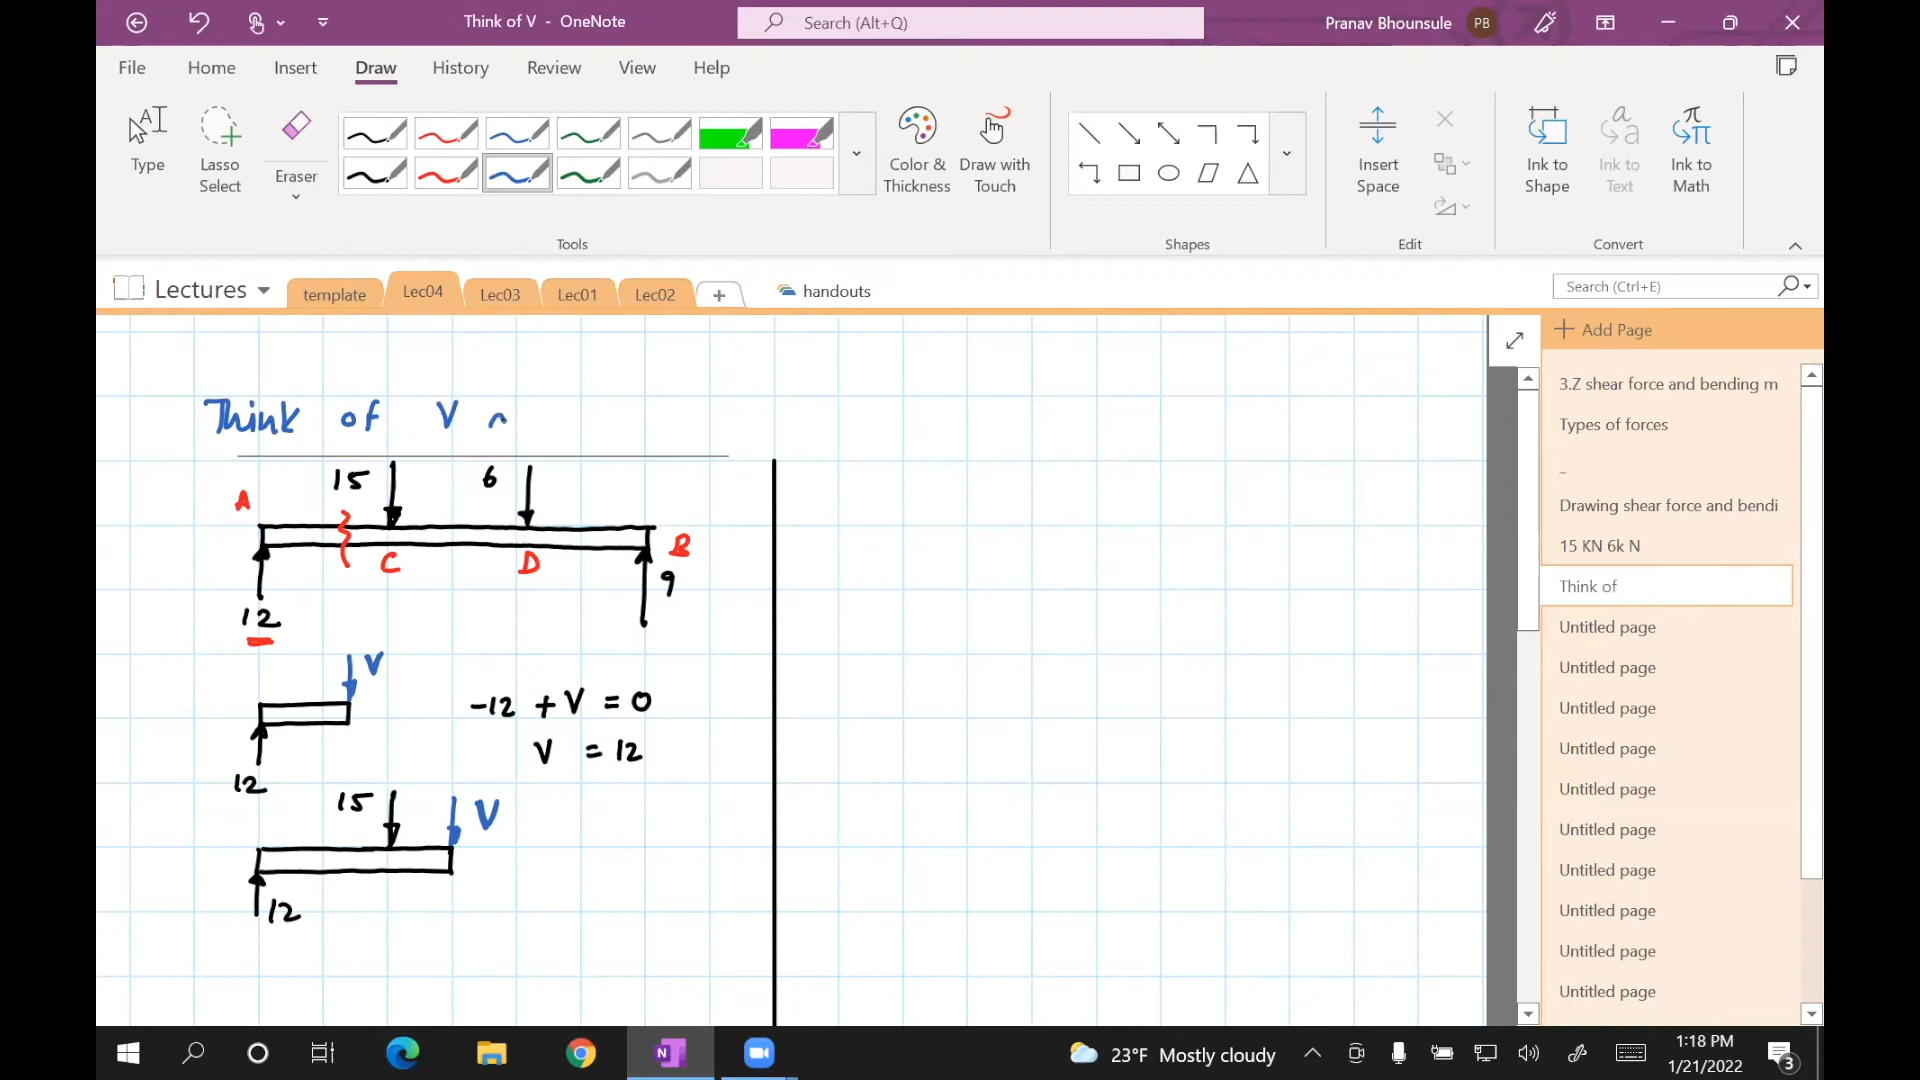 Think of V - OneNote
Search (Alt+Q)
Pranav Bhounsule
PB
File
Home
Insert
Draw
History
Review
View
Help
Type
Lasso Select
Eraser
Color & Thickness
Draw with Touch
Insert Space
Ink to Shape
Ink to Text
Ink to Math
Tools
Shapes
Edit
Convert
Lectures
template
Lec04
Lec03
Lec01
Lec02
handouts
Search (Ctrl+E)
Add Page
3.Z shear force and bending m
Types of forces
Drawing shear force and bendi
15 KN 6k N
Think of
Untitled page
Untitled page
Untitled page
Untitled page
Untitled page
Untitled page
Untitled page
Untitled page
Untitled page
Untitled page
Think of V
15
6
A
C
D
B
9
12
V
-12 + V = 0
V = 12
12
15
V
12
23°F Mostly cloudy
1:18 PM
1/21/2022
3